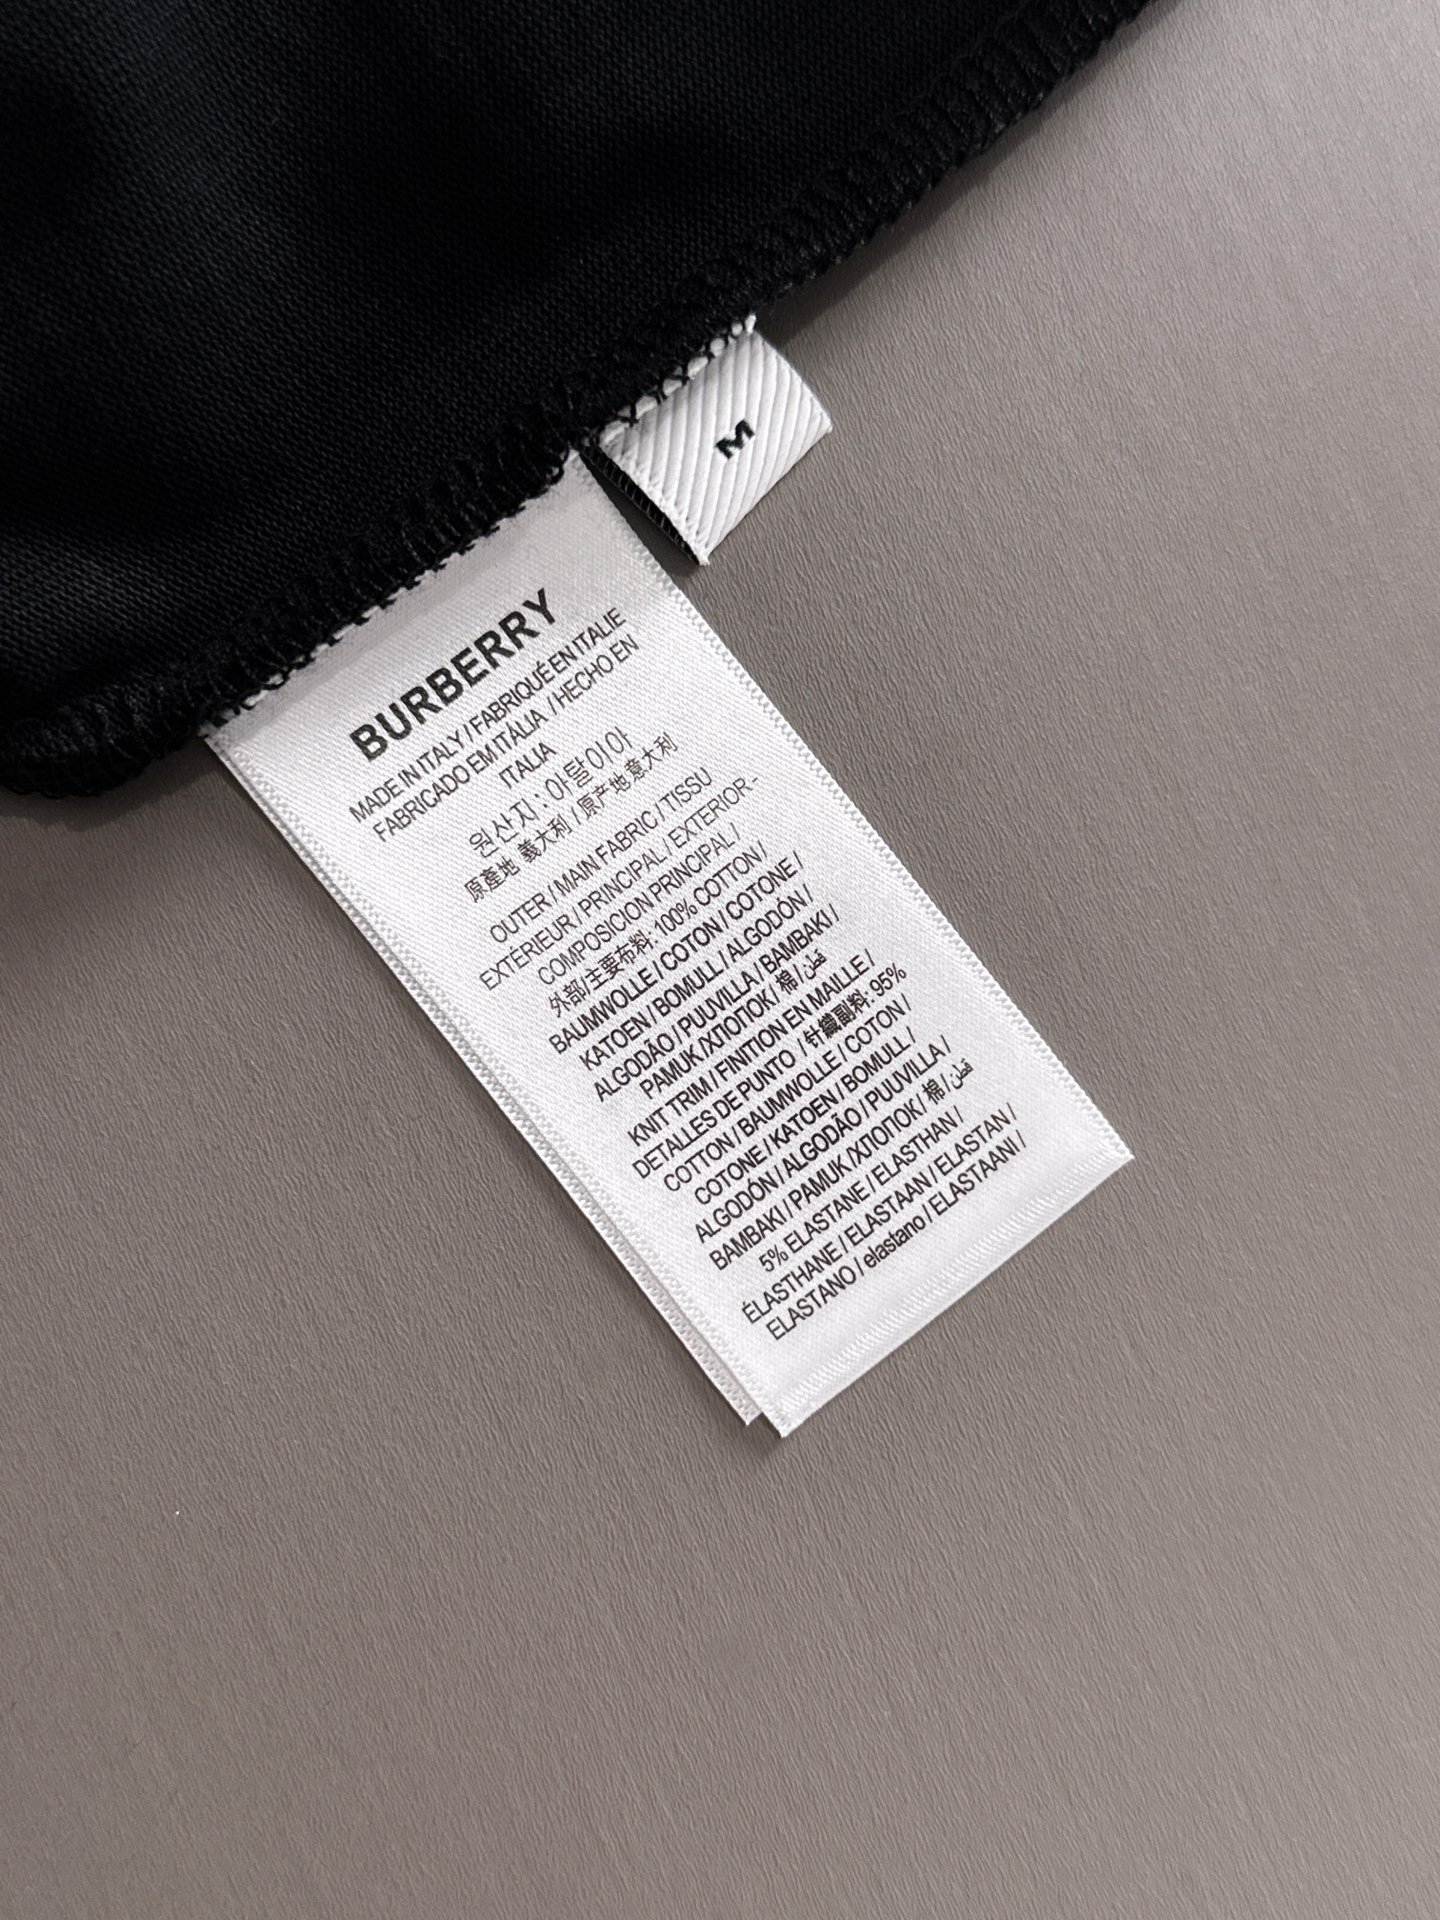 M
BURBERRY
MADE IN ITALY / FABRIQUÉ EN ITALIE
FABRICADO EM ITÁLIA / HECHO EN
ITALIA
원산지 : 아탈이아
原產地 義大利 / 原产地 意大利
OUTER / MAIN FABRIC / TISSU
EXTÉRIEUR / PRINCIPAL / EXTERIOR -
COMPOSICION PRINCIPAL /
外部/主要布料: 100% COTTON /
BAUMWOLLE / COTON / COTONE /
KATOEN / BOMULL / ALGODÓN /
ALGODÃO / PUUVILLA / BAMBAKI /
PAMUK /ΧΠΟΠΟΚ/ 棉 / قطن /
KNIT TRIM / FINITION EN MAILLE /
DETALLES DE PUNTO / 針織副料: 95%
COTTON / BAUMWOLLE / COTON /
COTONE / KATOEN / BOMULL /
ALGODÓN / ALGODÃO / PUUVILLA /
BAMBAKI / PAMUK /ΧΠΟΠΟΚ/ 棉 / قطن
5% ELASTANE / ELASTHAN /
ÉLASTHANE / ELASTAAN / ELASTAN /
ELASTANO / elastano / ELASTAANI /